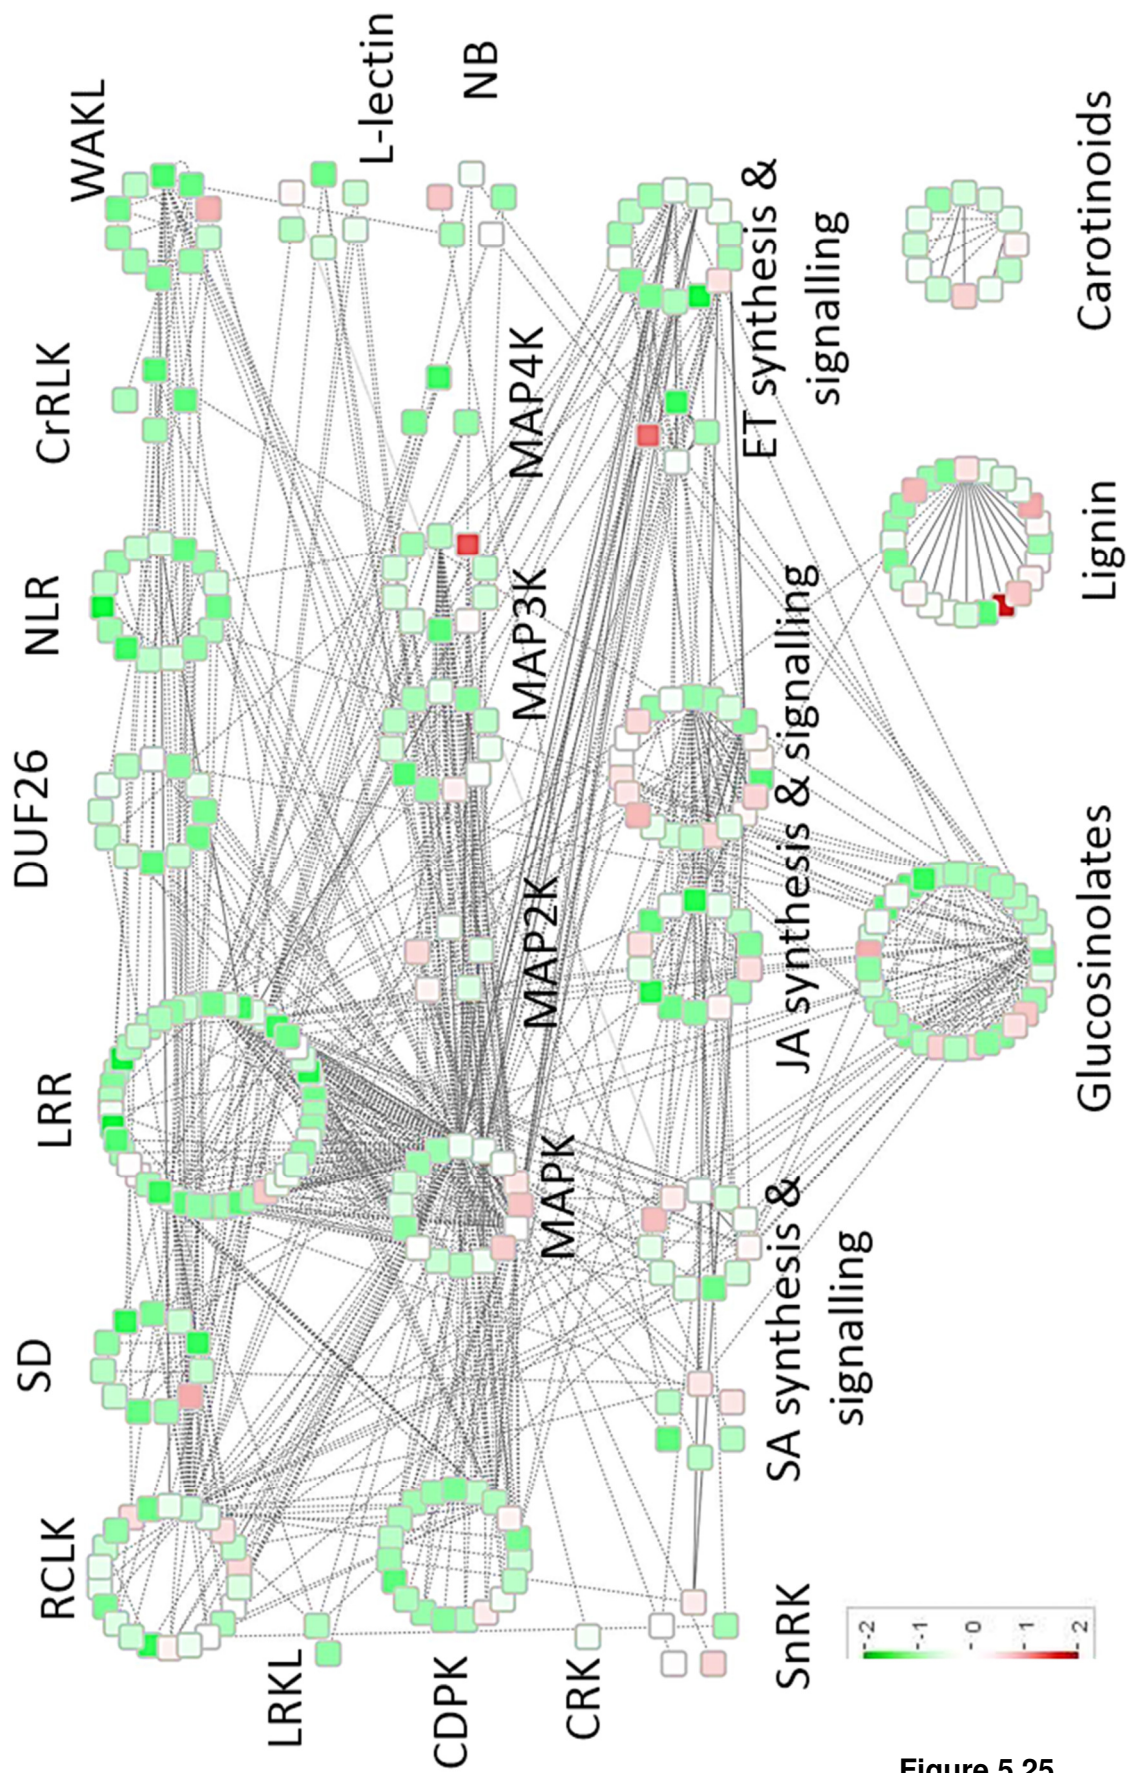 RCLK
SD
LRR
DUF26
NLR
CrRLK
WAKL
LRKL
L-lectin
CDPK
MAPK
MAP2K
MAP3K
MAP4K
NB
CRK
SnRK
SA synthesis &
signalling
JA synthesis & signalling
ET synthesis &
signalling
Glucosinolates
Lignin
Carotinoids
-2
-1
0
1
2
Figure 5.25